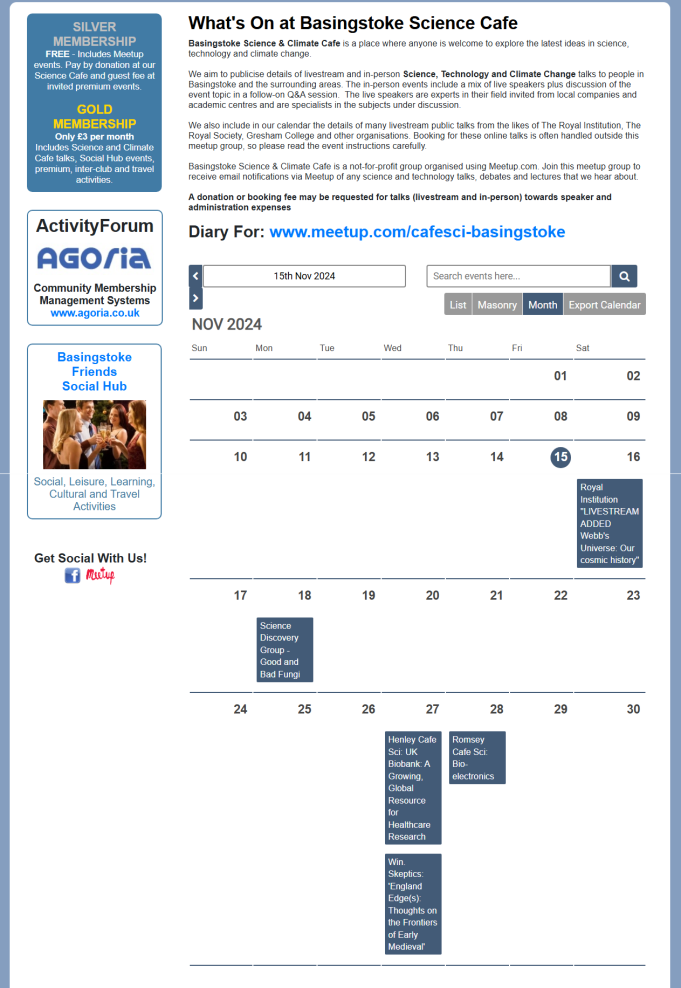 SILVER
MEMBERSHIP
FREE - Includes Meetup
events. Pay by donation at our
Science Cafe and guest fee at
invited premium events.
GOLD
MEMBERSHIP
Only £3 per month
Includes Science and Climate
Cafe talks, Social Hub events,
premium, inter-club and travel
activities.
ActivityForum
AGORIA
Community Membership
Management Systems
www.agoria.co.uk
Basingstoke
Friends
Social Hub
Social, Leisure, Learning,
Cultural and Travel
Activities
Get Social With Us!
f Meetup
What's On at Basingstoke Science Cafe
Basingstoke Science & Climate Cafe is a place where anyone is welcome to explore the latest ideas in science,
technology and climate change.
We aim to publicise details of livestream and in-person Science, Technology and Climate Change talks to people in
Basingstoke and the surrounding areas. The in-person events include a mix of live speakers plus discussion of the
event topic in a follow-on Q&A session. The live speakers are experts in their field invited from local companies and
academic centres and are specialists in the subjects under discussion.
We also include in our calendar the details of many livestream public talks from the likes of The Royal Institution, The
Royal Society, Gresham College and other organisations. Booking for these online talks is often handled outside this
meetup group, so please read the event instructions carefully.
Basingstoke Science & Climate Cafe is a not-for-profit group organised using Meetup.com. Join this meetup group to
receive email notifications via Meetup of any science and technology talks, debates and lectures that we hear about.
A donation or booking fee may be requested for talks (livestream and in-person) towards speaker and
administration expenses
Diary For: www.meetup.com/cafesci-basingstoke
15th Nov 2024
Search events here...
List Masonry Month Export Calendar
NOV 2024
Sun Mon Tue Wed Thu Fri Sat
01 02
03 04 05 06 07 08 09
10 11 12 13 14 15 16
Royal
Institution
"LIVESTREAM
ADDED
Webb's
Universe: Our
cosmic history"
17 18 19 20 21 22 23
Science
Discovery
Group -
Good and
Bad Fungi
24 25 26 27 28 29 30
Henley Cafe
Sci: UK
Biobank: A
Growing,
Global
Resource
for
Healthcare
Research
Romsey
Cafe Sci:
Bio-
electronics
Win.
Skeptics:
'England
Edge(s):
Thoughts on
the Frontiers
of Early
Medieval'